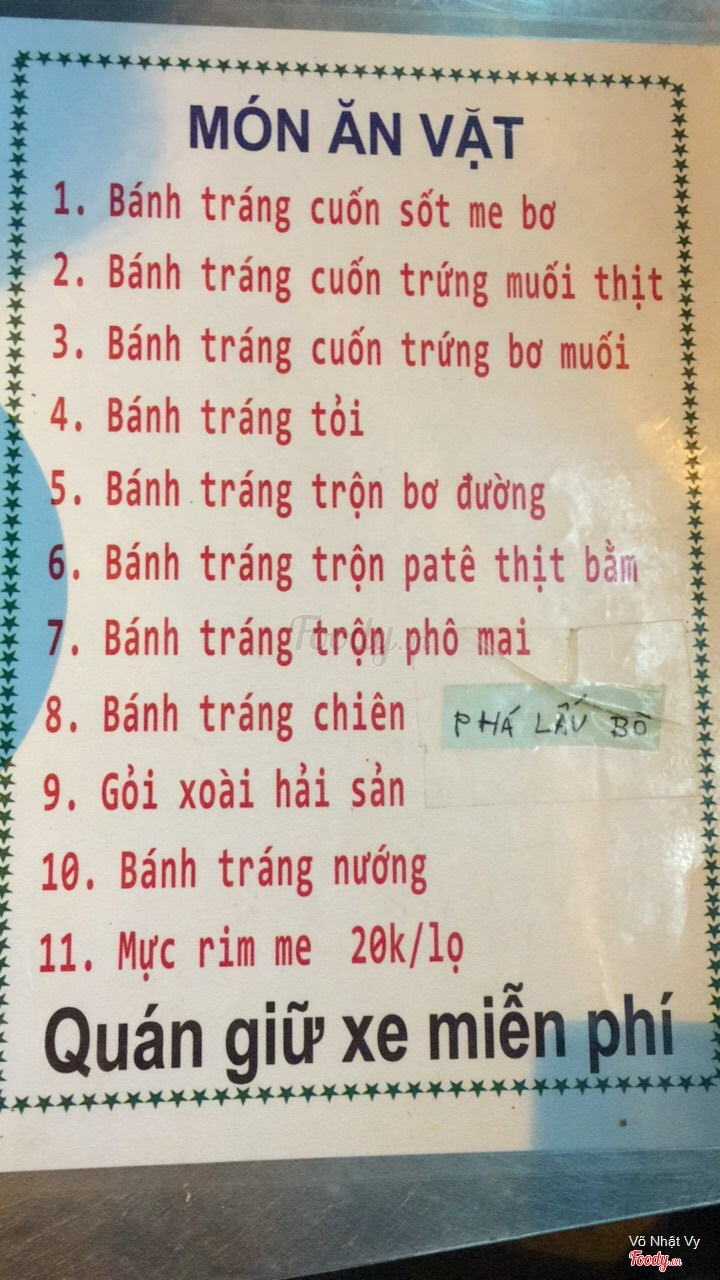 MÓN ĂN VẶT
1. Bánh tráng cuốn sốt me bơ
2. Bánh tráng cuốn trứng muối thịt
3. Bánh tráng cuốn trứng bơ muối
4. Bánh tráng tỏi
5. Bánh tráng trộn bơ đường
6. Bánh tráng trộn patê thịt bằm
7. Bánh tráng trộn phô mai
Foody.vn
8. Bánh tráng chiên
PHÁ LẤU BÒ
9. Gỏi xoài hải sản
10. Bánh tráng nướng
11. Mực rim me 20k/lọ
Quán giữ xe miễn phí
Võ Nhật Vy
Foody.vn